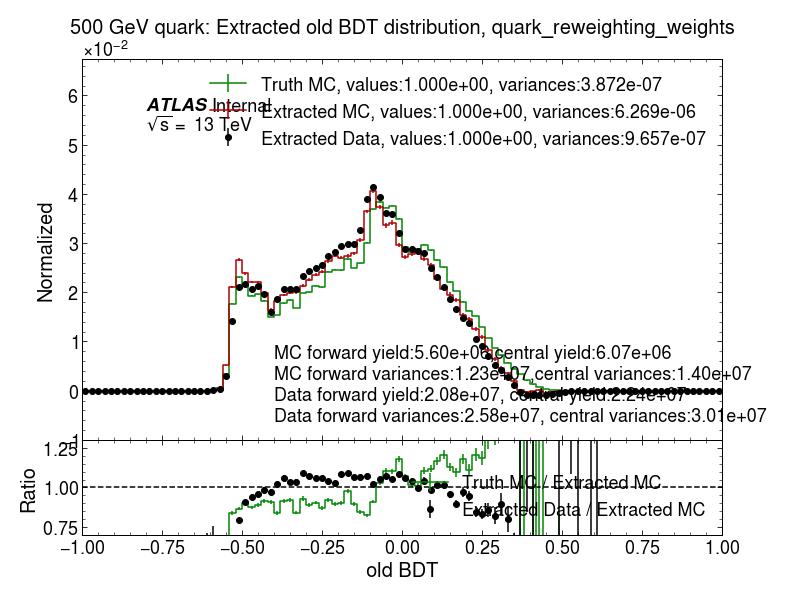 500 GeV quark: Extracted old BDT distribution, quark_reweighting_weights
×10⁻²
Truth MC, values:1.000e+00, variances:3.872e-07
ATLAS Internal
Extracted MC, values:1.000e+00, variances:6.269e-06
√s = 13 TeV
Extracted Data, values:1.000e+00, variances:9.657e-07
6
5
4
3
2
1
0
Normalized
MC forward yield:5.60e+06, central yield:6.07e+06
MC forward variances:1.23e+07, central variances:1.40e+07
Data forward yield:2.08e+07, central yield:2.24e+07
Data forward variances:2.58e+07, central variances:3.01e+07
1.25
1.00
0.75
Ratio
Truth MC / Extracted MC
Extracted Data / Extracted MC
−1.00 −0.75 −0.50 −0.25 0.00 0.25 0.50 0.75 1.00
old BDT